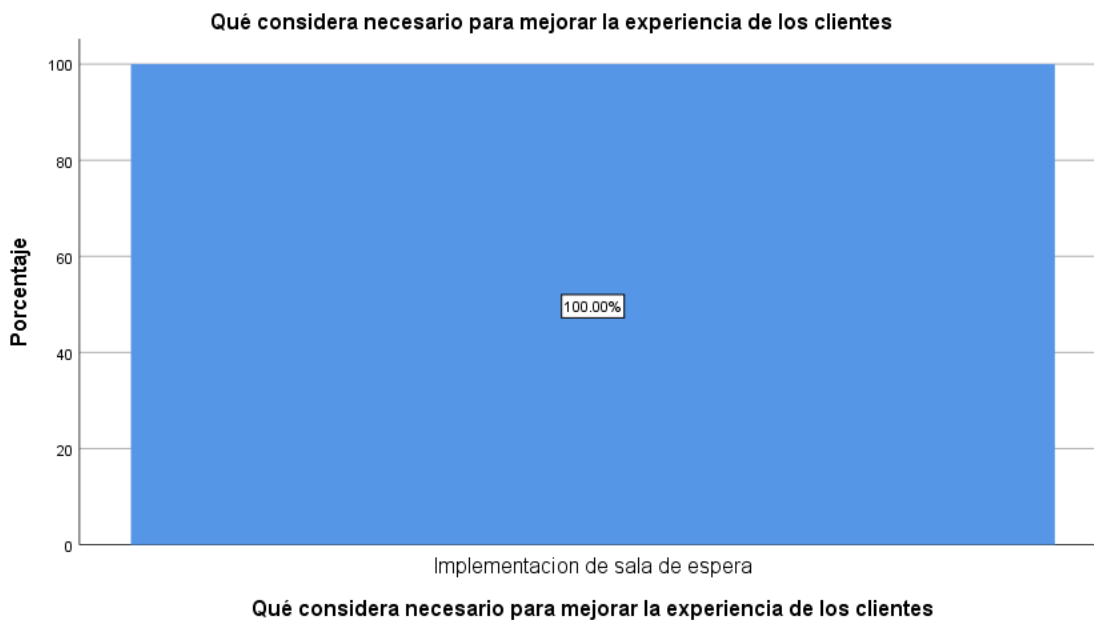 Qué considera necesario para mejorar la experiencia de los clientes
100
80
60
40
20
0
Porcentaje
100.00%
Implementacion de sala de espera
Qué considera necesario para mejorar la experiencia de los clientes